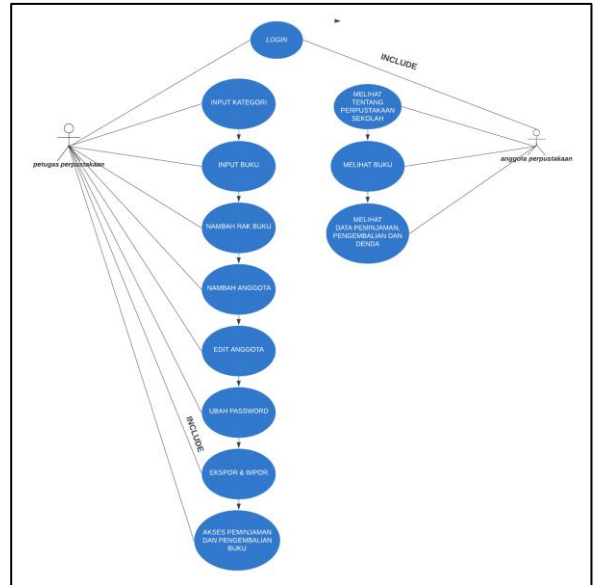 LOGIN
INCLUDE
INPUT KATEGORI
MELIHAT
TENTANG
PERPUSTAKAAN
SEKOLAH
petugas perpustakaan
anggota perpustakaan
INPUT BUKU
MELIHAT BUKU
NAMBAH RAK BUKU
MELIHAT
DATA PEMINJAMAN,
PENGEMBALIAN DAN
DENDA
NAMBAH ANGGOTA
EDIT ANGGOTA
UBAH PASSWORD
INCLUDE
EKSPOR & IMPOR
AKSES PEMINJAMAN
DAN PENGEMBALIAN
BUKU